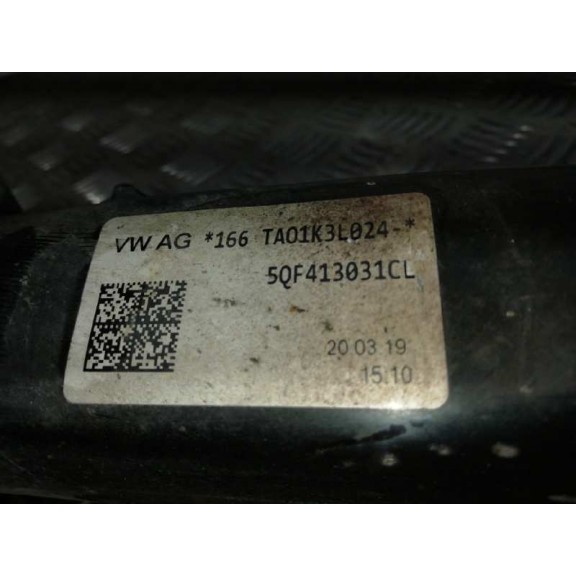 VW AG *166 TA01K3L024-*
5QF413031CL
20 03 19
15.10